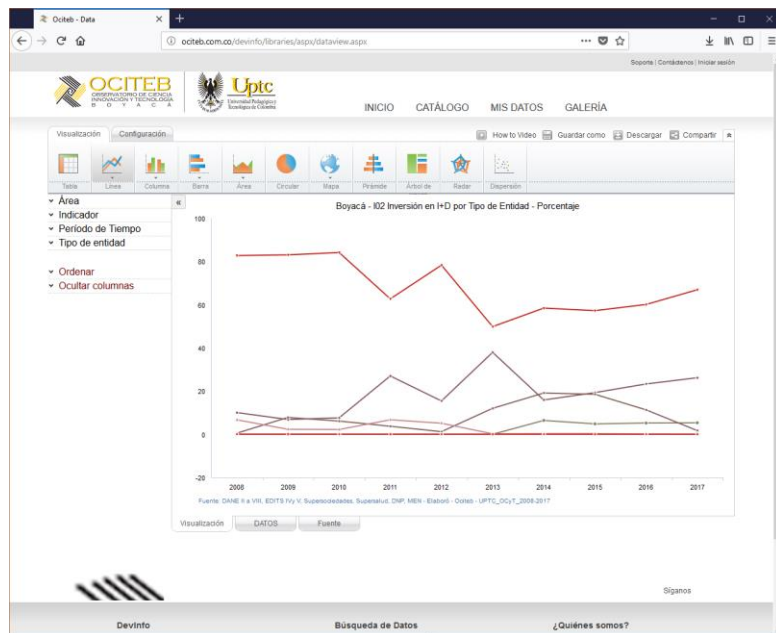 Ociteb - Data
ociteb.com.co/devinfo/libraries/aspx/dataview.aspx
Soporte | Contáctenos | Iniciar sesión
OCITEB
OBSERVATORIO DE CIENCIA
INNOVACIÓN Y TECNOLOGÍA
B O Y A C Á
Uptc
Universidad Pedagógica y
Tecnológica de Colombia
INICIO CATÁLOGO MIS DATOS GALERÍA
Visualización Configuración
How to Video Guardar como Descargar Compartir
Tabla Línea Columna Barra Área Circular Mapa Pirámide Árbol de Radar Dispersión
Área
Indicador
Período de Tiempo
Tipo de entidad
Ordenar
Ocultar columnas
Boyacá - I02 Inversión en I+D por Tipo de Entidad - Porcentaje
100
80
60
40
20
0
-20
2008 2009 2010 2011 2012 2013 2014 2015 2016 2017
Fuente: DANE II a VIII, EDITS IVy V, Supersociedades, Supersalud, DNP, MEN - Elaboró - Ociteb - UPTC_OCyT_2008-2017
Visualización DATOS Fuente
Síganos
DevInfo Búsqueda de Datos ¿Quiénes somos?